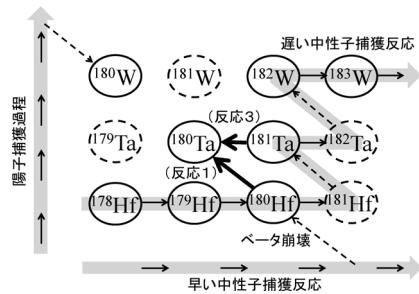 遅い中性子捕獲反応
¹⁸⁰W ¹⁸¹W ¹⁸²W ¹⁸³W
(反応3)
¹⁷⁹Ta ¹⁸⁰Ta ¹⁸¹Ta ¹⁸²Ta
(反応1)
¹⁷⁸Hf ¹⁷⁹Hf ¹⁸⁰Hf ¹⁸¹Hf
ベータ崩壊
早い中性子捕獲反応
陽子捕獲過程